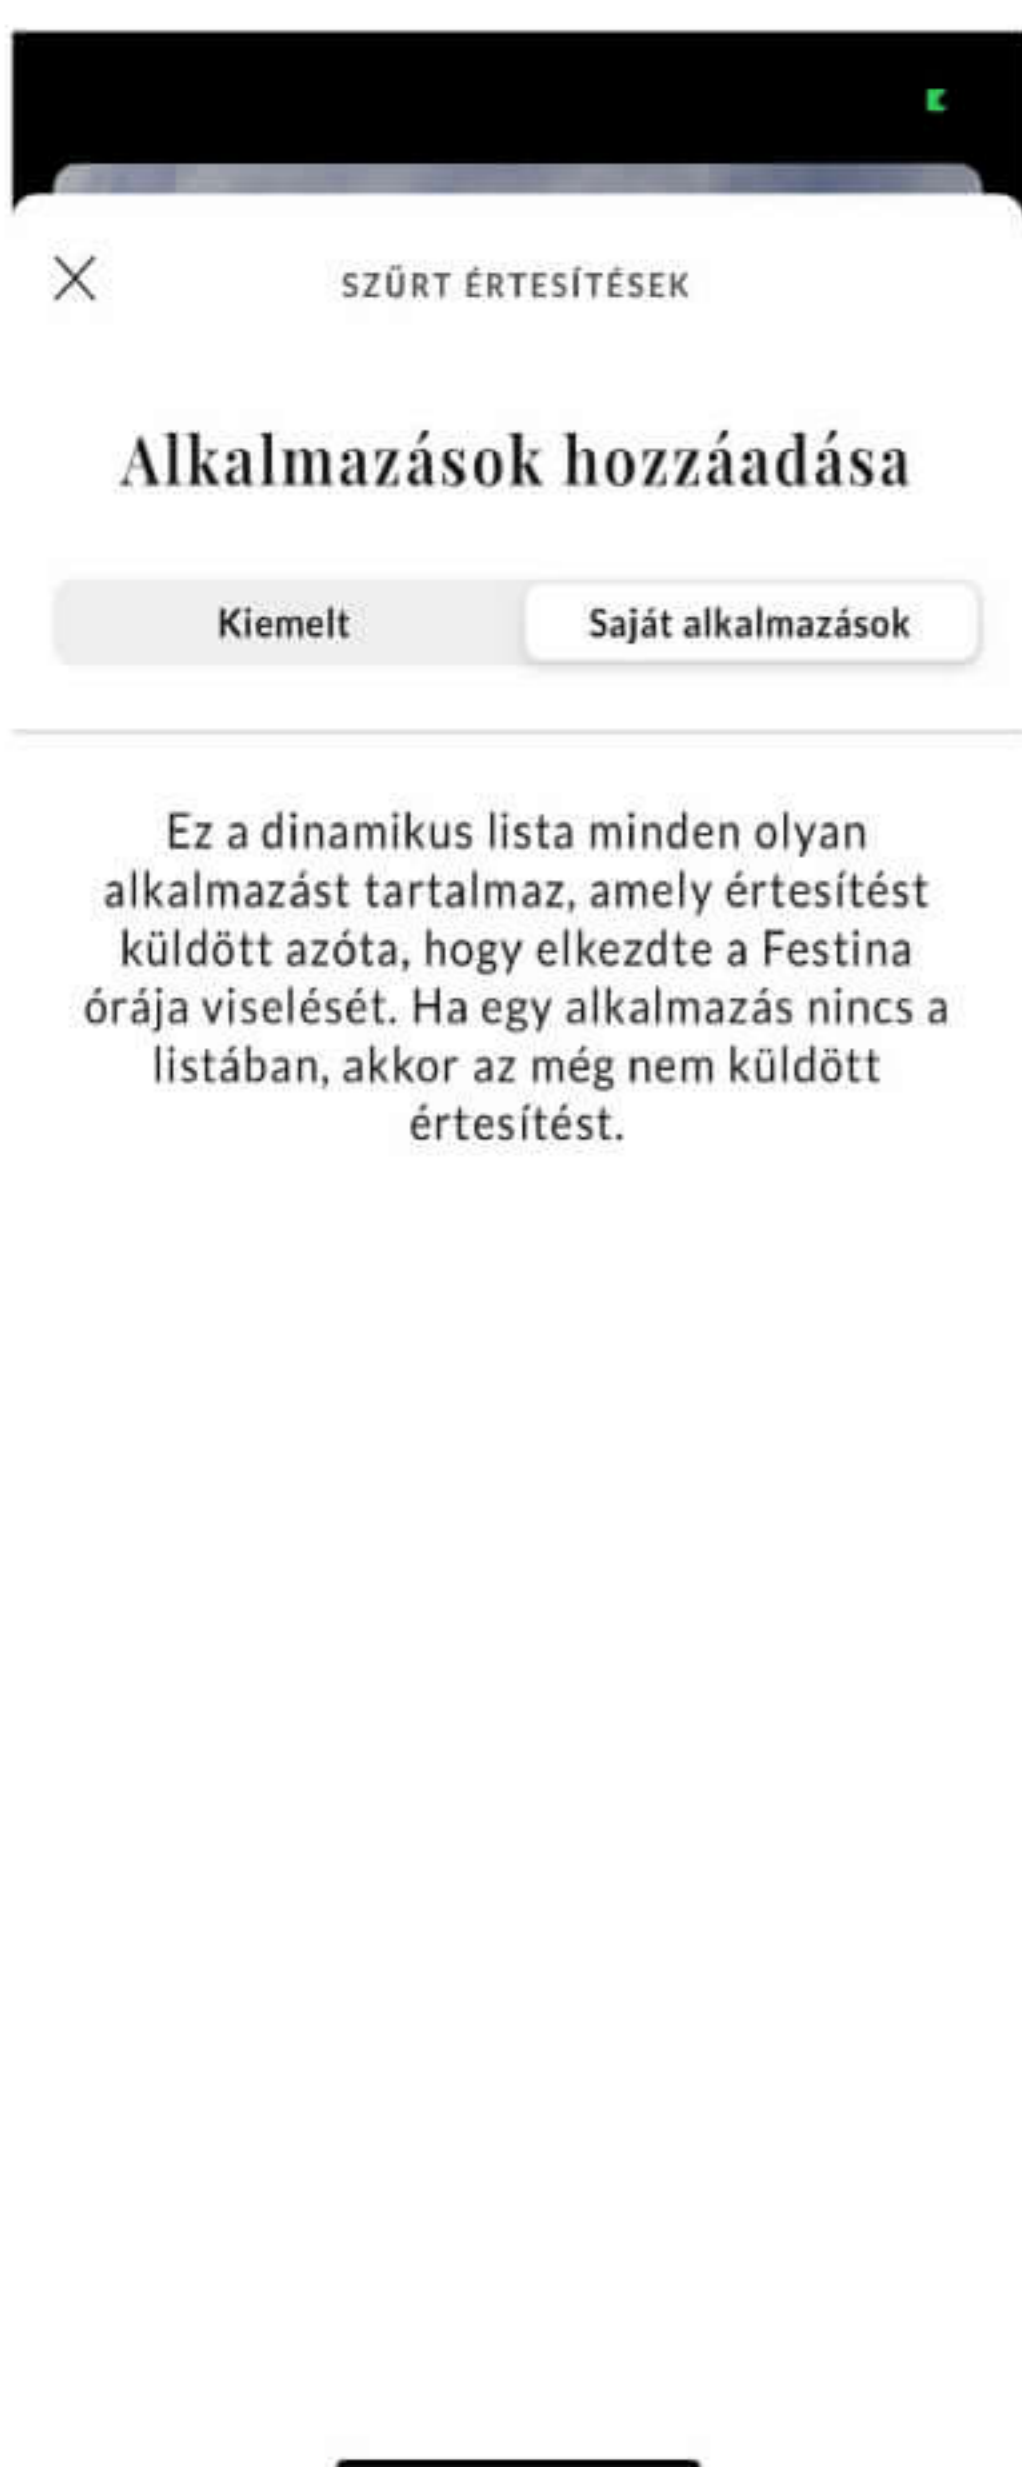 SZŰRT ÉRTESÍTÉSEK
Alkalmazások hozzáadása
Kiemelt
Saját alkalmazások
Ez a dinamikus lista minden olyan
alkalmazást tartalmaz, amely értesítést
küldött azóta, hogy elkezdte a Festina
órája viselését. Ha egy alkalmazás nincs a
listában, akkor az még nem küldött
értesítést.